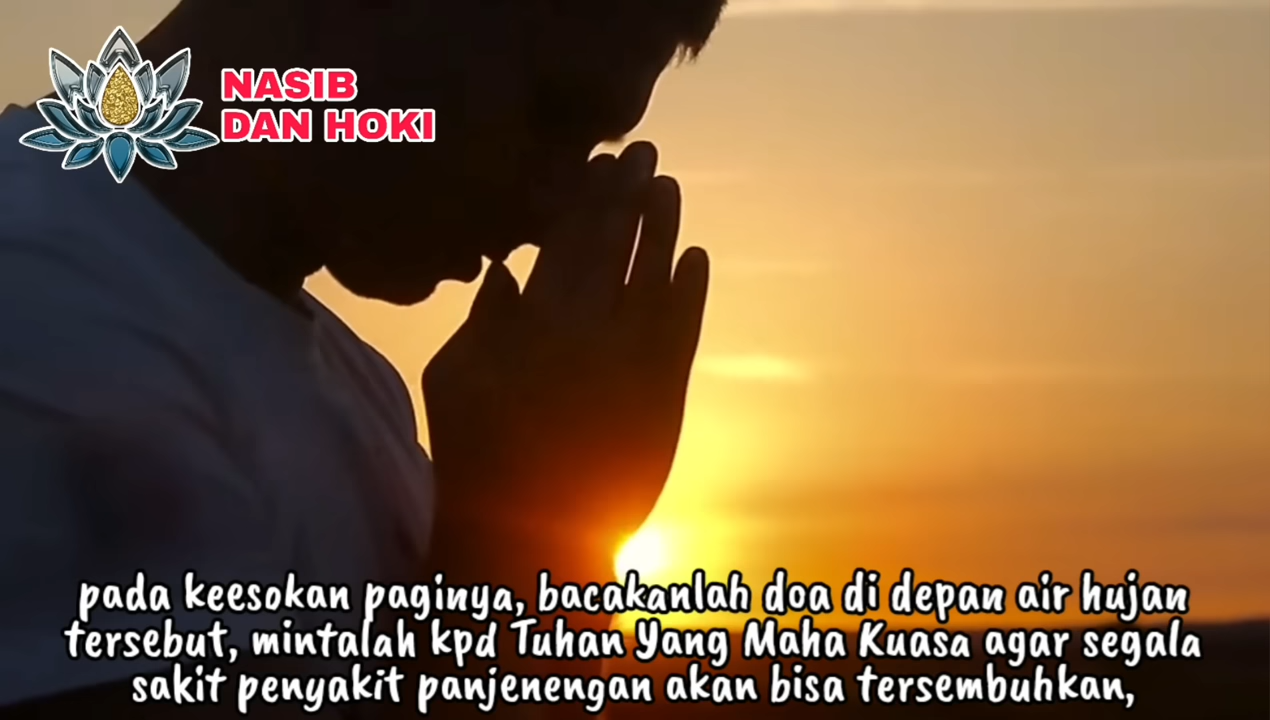 NASIB
DAN HOKI
pada keesokan paginya, bacakanlah doa di depan air hujan
tersebut, mintalah kpd Tuhan Yang Maha Kuasa agar segala
sakit penyakit panjenengan akan bisa tersembuhkan,